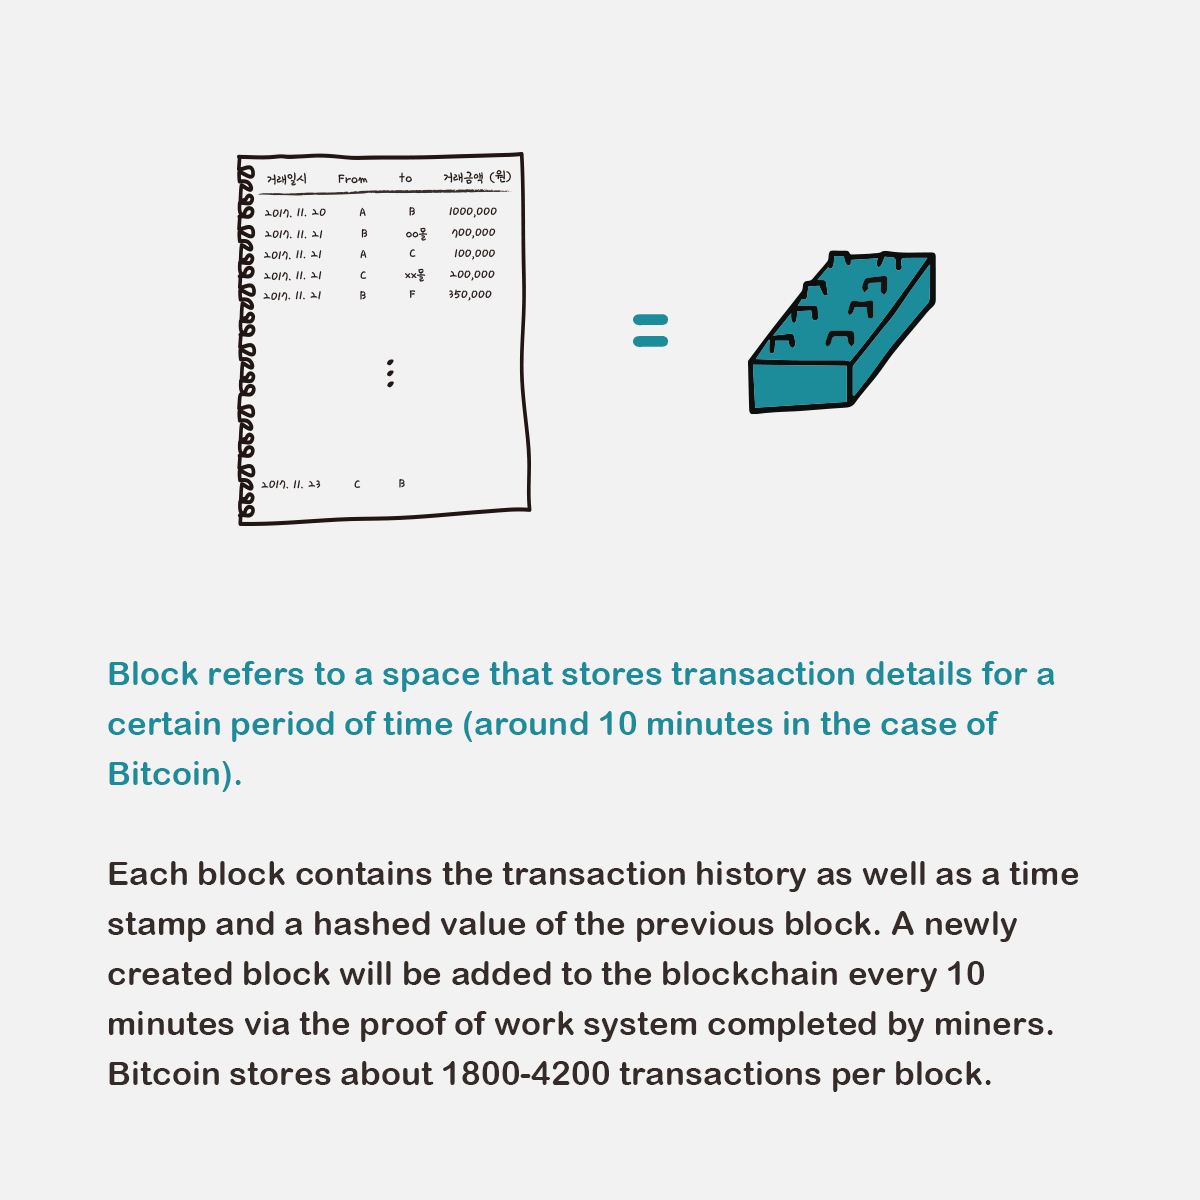 거래일시 From to 거래금액 (원)
2017. 11. 20 A B 1000,000
2017. 11. 21 B oo몰 700,000
2017. 11. 21 A C 100,000
2017. 11. 21 C xx몰 200,000
2017. 11. 21 B F 350,000
2017. 11. 23 C B
Block refers to a space that stores transaction details for a
certain period of time (around 10 minutes in the case of
Bitcoin).
Each block contains the transaction history as well as a time
stamp and a hashed value of the previous block. A newly
created block will be added to the blockchain every 10
minutes via the proof of work system completed by miners.
Bitcoin stores about 1800-4200 transactions per block.